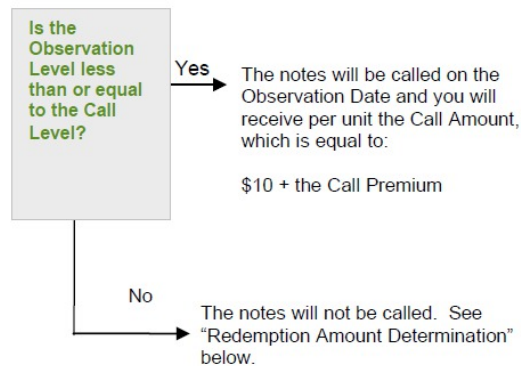 Is the
Observation
Level less
than or equal
to the Call
Level?
Yes
The notes will be called on the
Observation Date and you will
receive per unit the Call Amount,
which is equal to:
$10 + the Call Premium
No
The notes will not be called. See
“Redemption Amount Determination”
below.